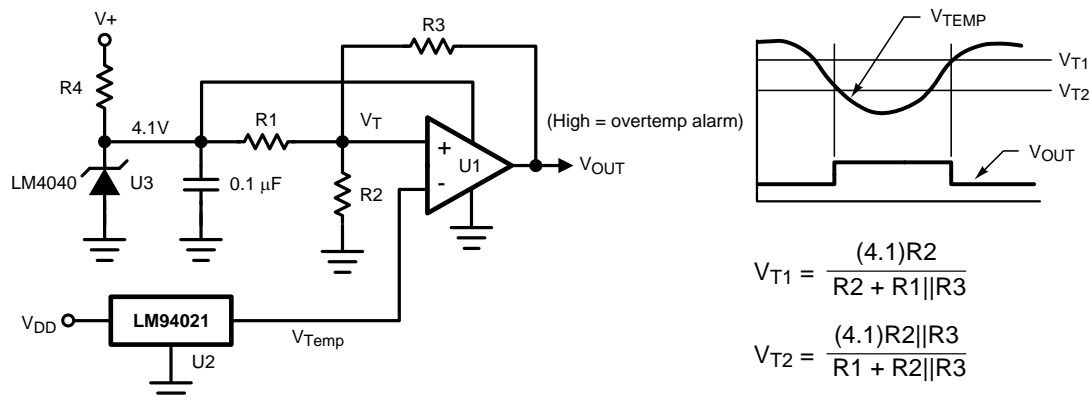 V+
R4
4.1V
LM4040
U3
0.1 μF
R1
VT
R3
R2
+
-
U1
(High = overtemp alarm)
VOUT
VDD
LM94021
U2
VTemp
VTEMP
VT1
VT2
VOUT
VT1 = (4.1)R2 / R2 + R1||R3
VT2 = (4.1)R2||R3 / R1 + R2||R3